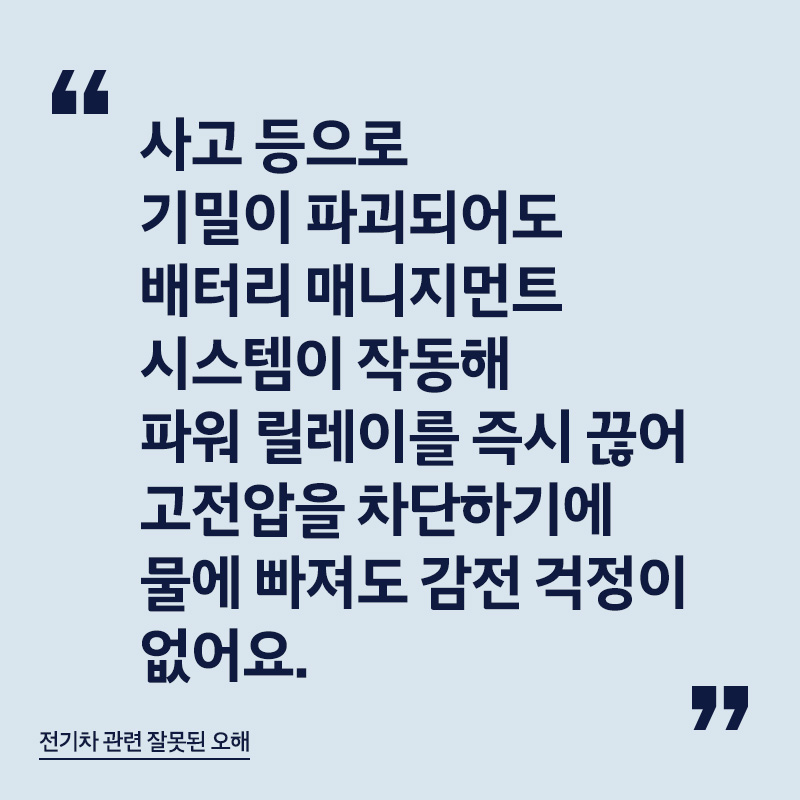 “
사고 등으로
기밀이 파괴되어도
배터리 매니지먼트
시스템이 작동해
파워 릴레이를 즉시 끊어
고전압을 차단하기에
물에 빠져도 감전 걱정이
없어요.
”
전기차 관련 잘못된 오해